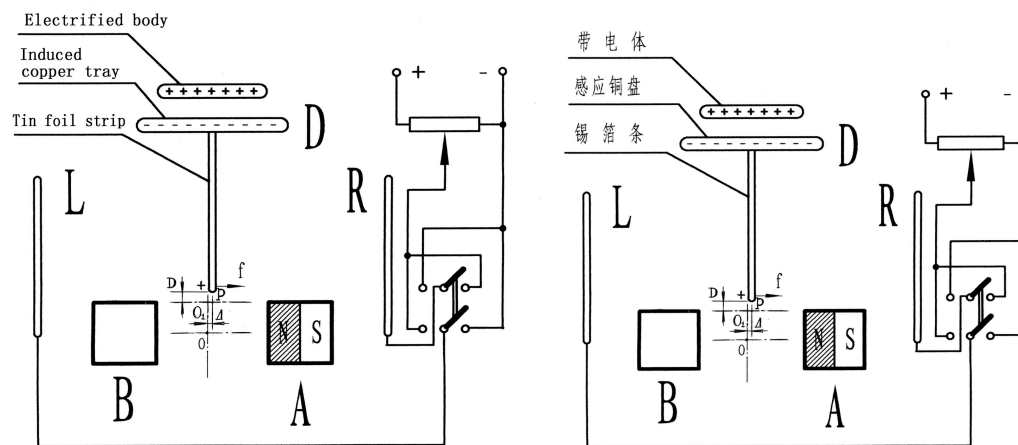 Electrified body
Induced
copper tray
Tin foil strip
D
L
R
+ -
+++++++
D
+
P
f
O₁ Δ
O
N S
B
A
带电体
感应铜盘
锡箔条
D
L
R
+ -
+++++++
D
+
P
f
O₁ Δ
O
N S
B
A